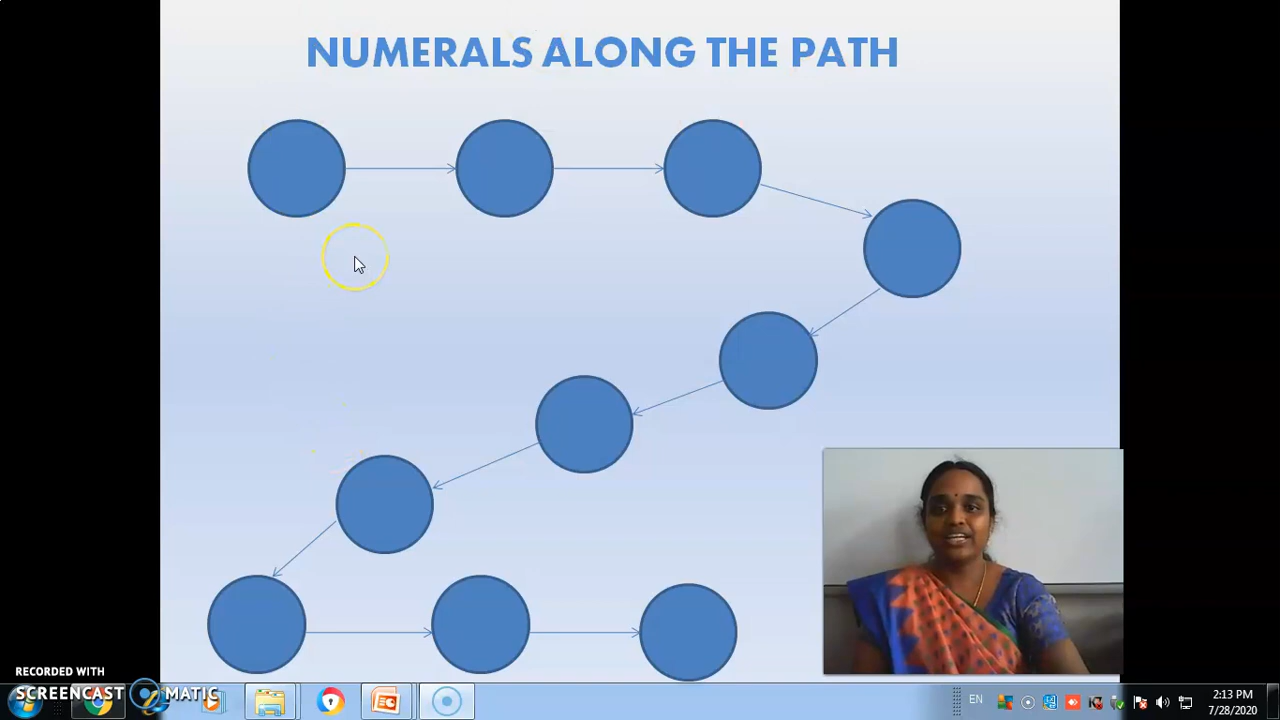 NUMERALS ALONG THE PATH
RECORDED WITH
SCREENCAST MATIC
EN
2:13 PM
7/28/2020